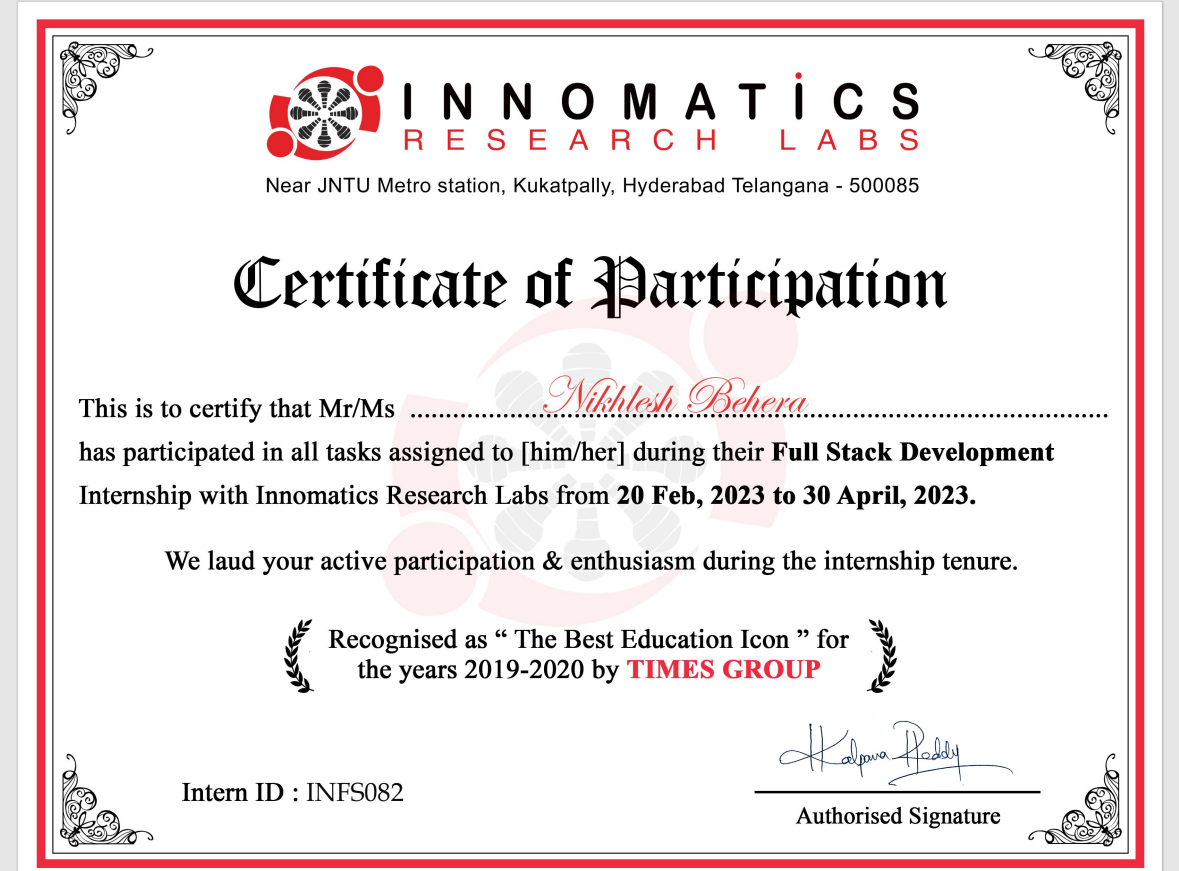 INNOMATICS
RESEARCH LABS
Near JNTU Metro station, Kukatpally, Hyderabad Telangana - 500085
Certificate of Participation
This is to certify that Mr/Ms Nikhlesh Behera
has participated in all tasks assigned to [him/her] during their Full Stack Development
Internship with Innomatics Research Labs from 20 Feb, 2023 to 30 April, 2023.
We laud your active participation & enthusiasm during the internship tenure.
Recognised as “ The Best Education Icon ” for
the years 2019-2020 by TIMES GROUP
Kalpana Reddy
Intern ID : INFS082
Authorised Signature